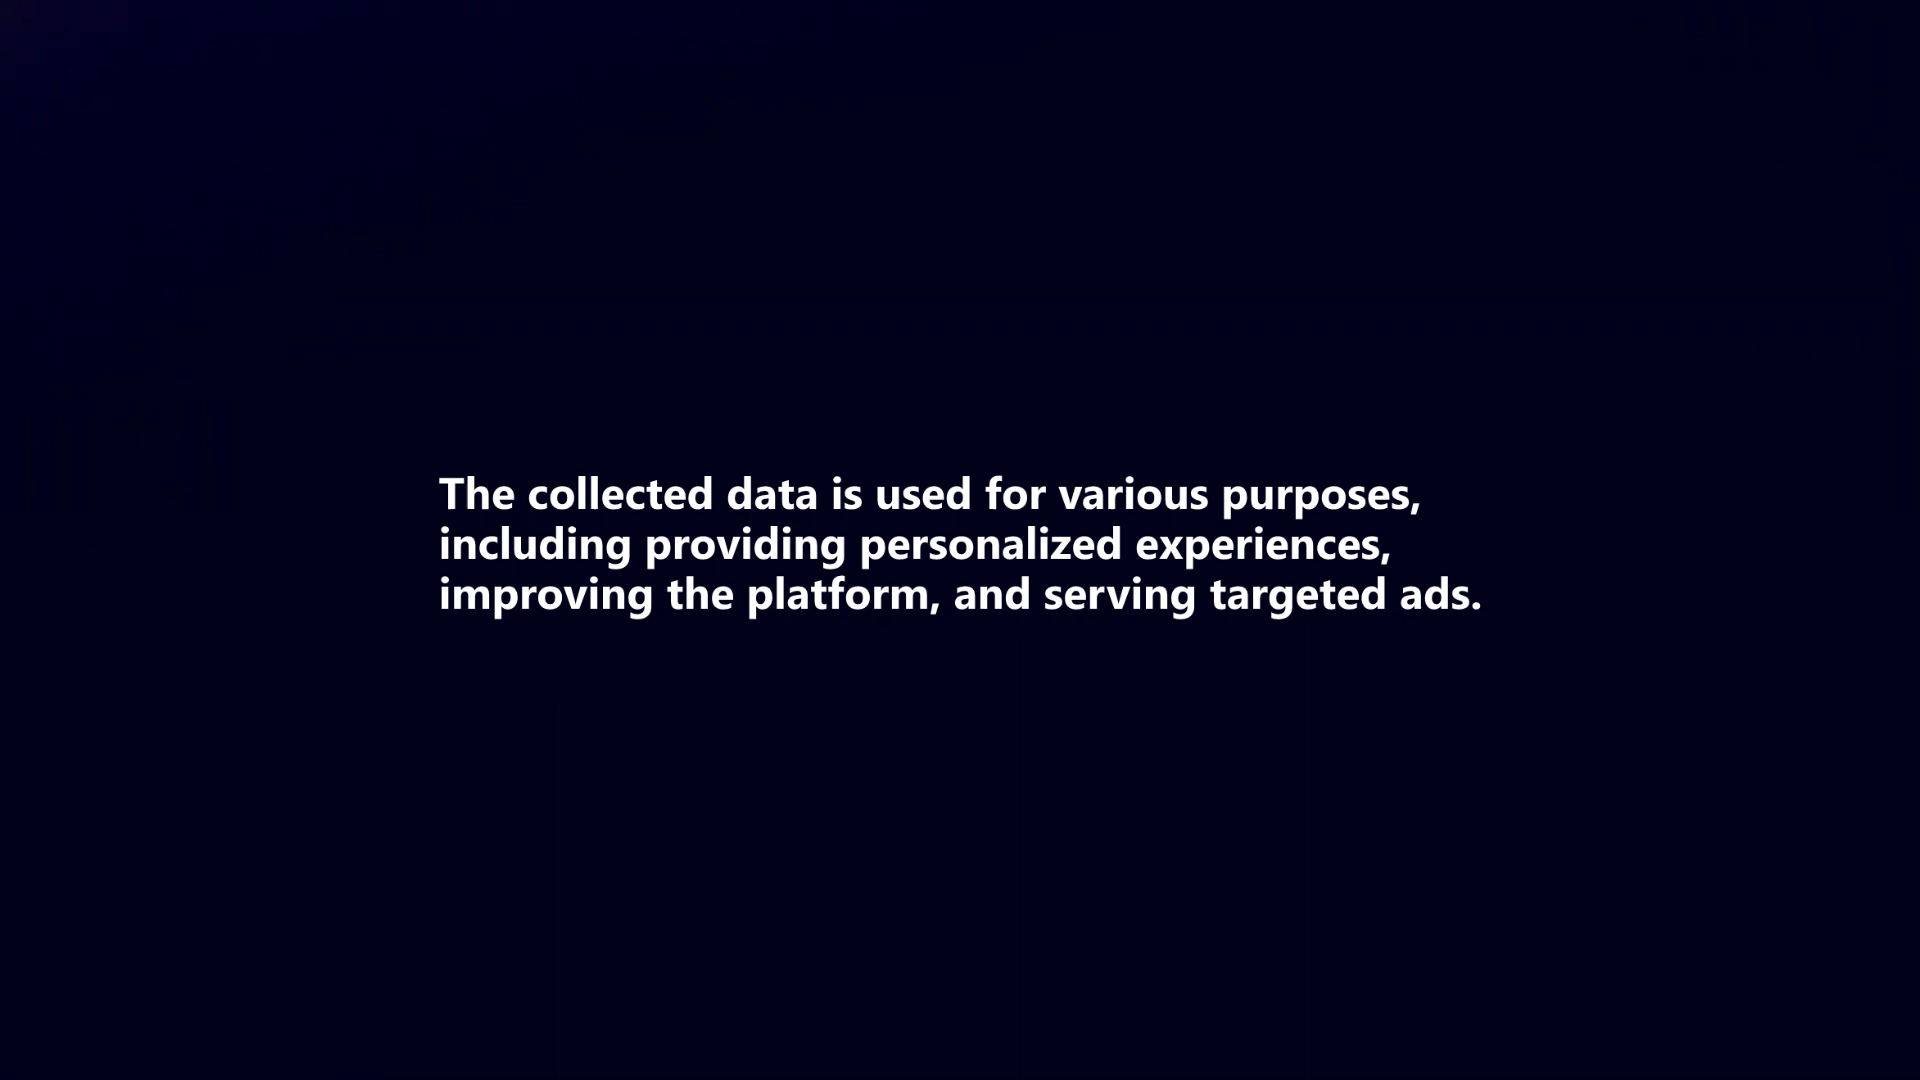 The collected data is used for various purposes,
including providing personalized experiences,
improving the platform, and serving targeted ads.